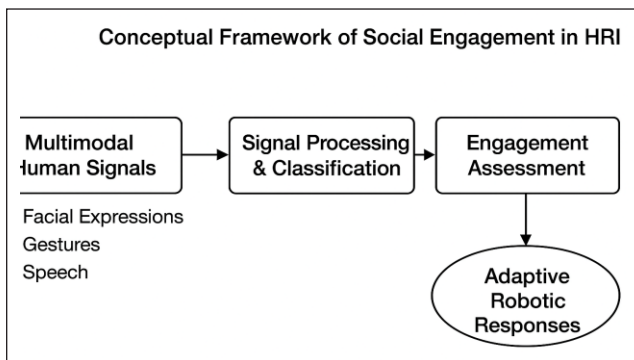 Conceptual Framework of Social Engagement in HRI
Multimodal
Human Signals
Facial Expressions
Gestures
Speech
Signal Processing
& Classification
Engagement
Assessment
Adaptive
Robotic
Responses